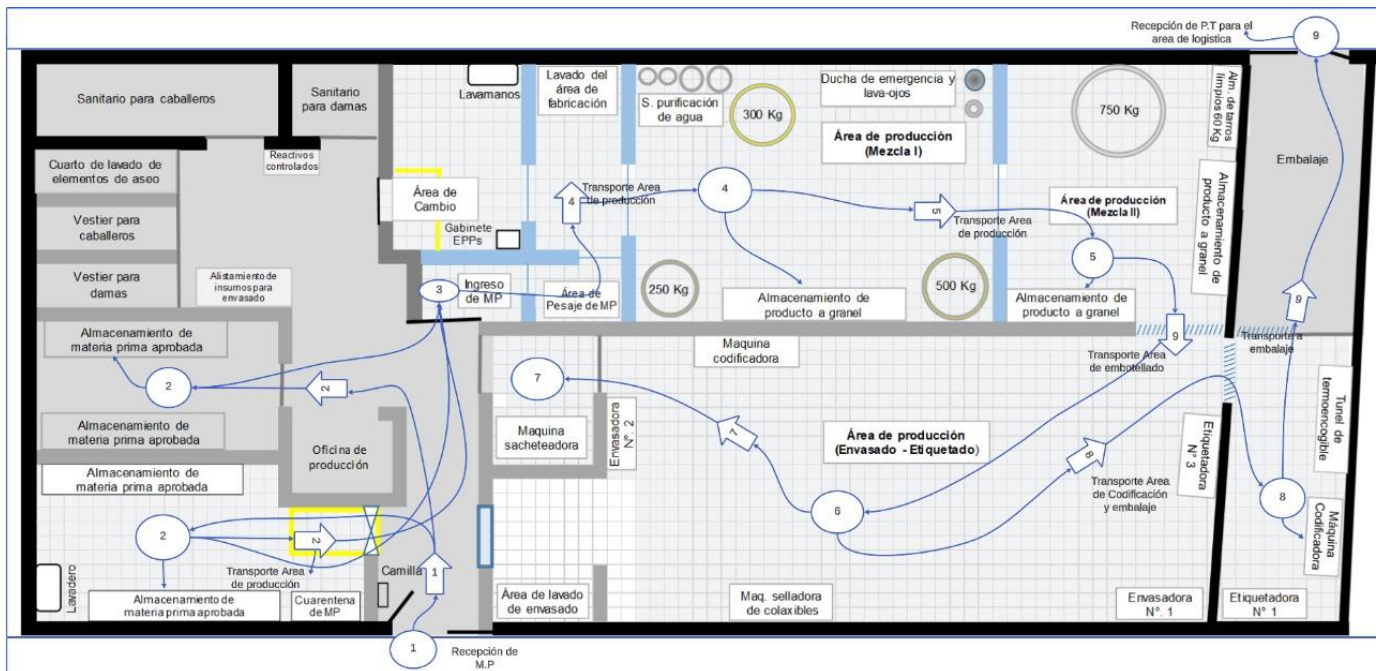 Recepción de P.T para el
area de logistica
9
Sanitario para caballeros
Sanitario
para damas
Lavamanos
Lavado del
área de
fabricación
S. purificación
de agua
300 Kg
Ducha de emergencia y
lava-ojos
Área de producción
(Mezcla I)
750 Kg
Alm. de tarros
limpios 60 Kg
Embalaje
Reactivos
controlados
Cuarto de lavado de
elementos de aseo
Vestier para
caballeros
Vestier para
damas
Área de
Cambio
Gabinete
EPPs
4
Transporte Area
de producción
4
5
Transporte Area
de producción
Área de producción
(Mezcla II)
5
Almacenamiento de
producto a granel
Alistamiento de
insumos para
envasado
3
Ingreso
de MP
Área de
Pesaje de MP
250 Kg
Almacenamiento de
producto a granel
500 Kg
Almacenamiento de
producto a granel
9
Almacenamiento de
materia prima aprobada
2
2
Almacenamiento de
materia prima aprobada
Almacenamiento de
materia prima aprobada
Oficina de
producción
7
Maquina
sacheteadora
Envasadora
N°. 2
Maquina
codificadora
9
Transporte Area
de embotellado
Transporte a
embalaje
7
Área de producción
(Envasado - Etiquetado)
8
Transporte Area
de Codificación
y embalaje
Etiquetadora
N° 3
Tunel de
termoencogible
6
8
Máquina
Codificadora
2
2
Transporte Area
de producción
Lavadero
Almacenamiento de
materia prima aprobada
Cuarentena
de MP
Camilla
1
Àrea de lavado
de envasado
Maq. selladora
de colaxibles
Envasadora
N°. 1
Etiquetadora
N° 1
1
Recepción de
M.P